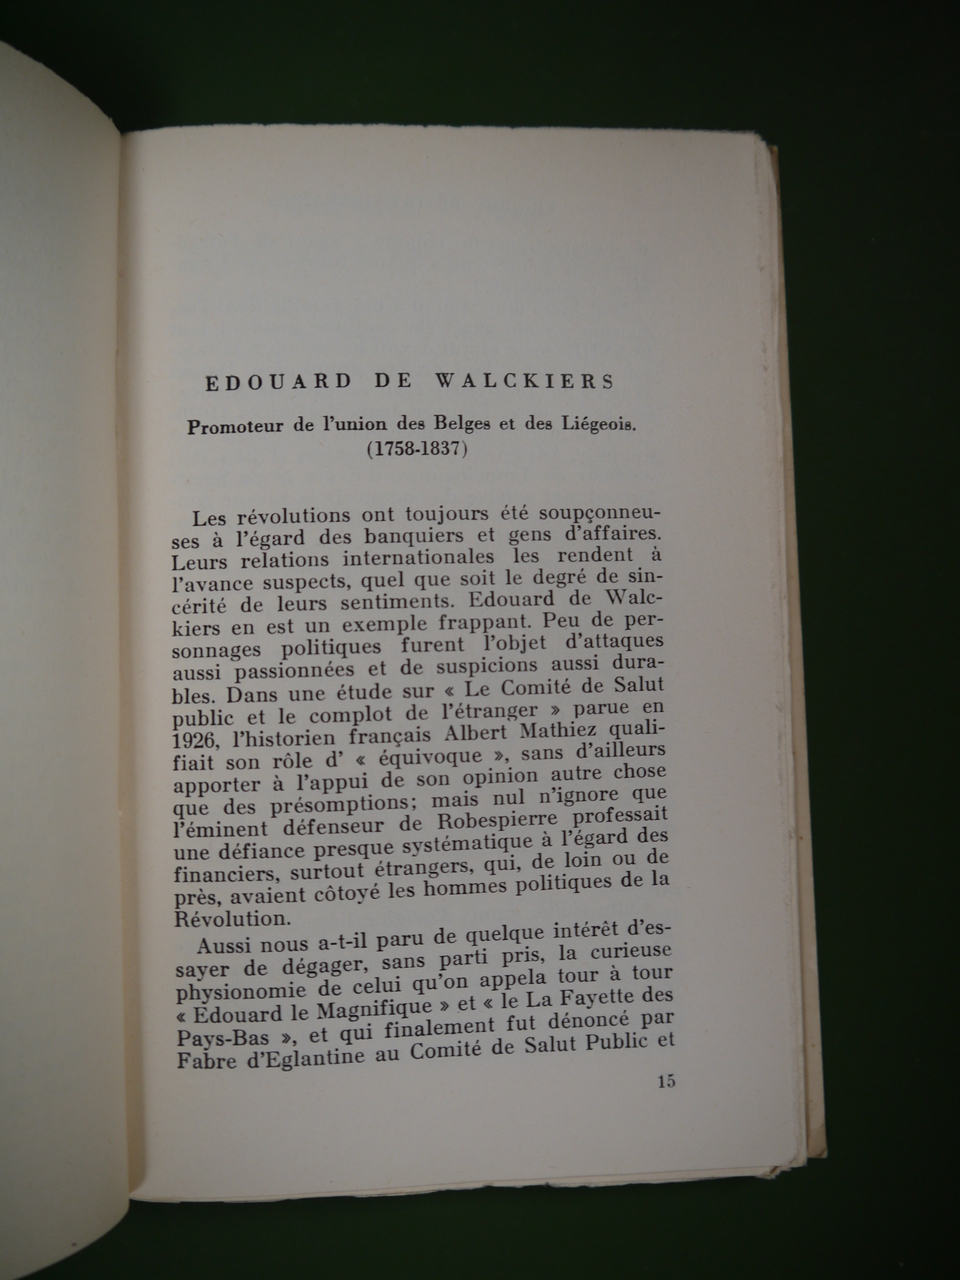 EDOUARD DE WALCKIERS
Promoteur de l'union des Belges et des Liégeois.
(1758-1837)
Les révolutions ont toujours été soupçonneu-
ses à l'égard des banquiers et gens d'affaires.
Leurs relations internationales les rendent à
l'avance suspects, quel que soit le degré de sin-
cérité de leurs sentiments. Edouard de Walc-
kiers en est un exemple frappant. Peu de per-
sonnages politiques furent l'objet d'attaques
aussi passionnées et de suspicions aussi dura-
bles. Dans une étude sur « Le Comité de Salut
public et le complot de l'étranger » parue en
1926, l'historien français Albert Mathiez quali-
fiait son rôle d' « équivoque », sans d'ailleurs
apporter à l'appui de son opinion autre chose
que des présomptions; mais nul n'ignore que
l'éminent défenseur de Robespierre professait
une défiance presque systématique à l'égard des
financiers, surtout étrangers, qui, de loin ou de
près, avaient côtoyé les hommes politiques de la
Révolution.
Aussi nous a-t-il paru de quelque intérêt d'es-
sayer de dégager, sans parti pris, la curieuse
physionomie de celui qu'on appela tour à tour
« Edouard le Magnifique » et « le La Fayette des
Pays-Bas », et qui finalement fut dénoncé par
Fabre d'Eglantine au Comité de Salut Public et
15